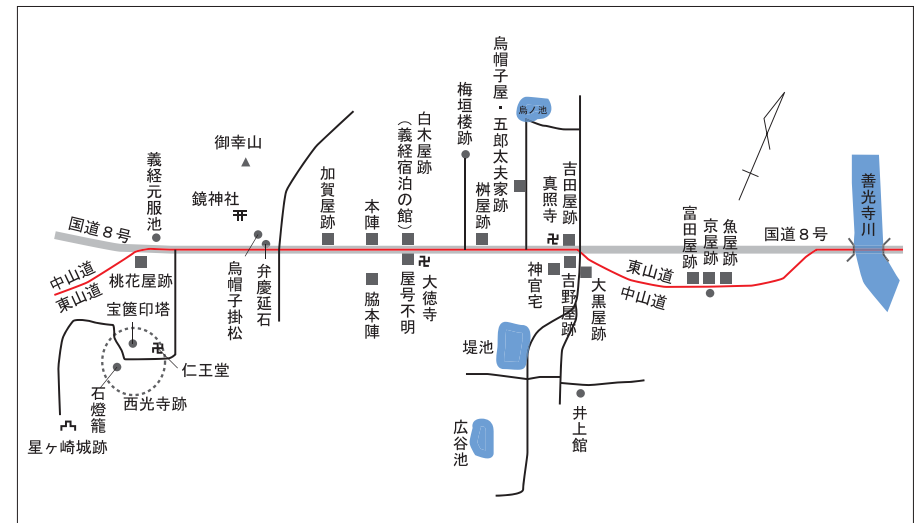 国道８号
中山道
東山道
義経元服池
桃花屋跡
宝篋印塔
仁王堂
石燈籠
西光寺跡
星ヶ崎城跡
御幸山
鏡神社
烏帽子掛松
弁慶延石
加賀屋跡
本陣
脇本陣
白木屋跡
（義経宿泊の館）
屋号不明
大徳寺
梅垣楼跡
桝屋跡
烏帽子屋・五郎太夫家跡
鳥ノ池
真照寺
吉田屋跡
神官宅
吉野屋跡
大黒屋跡
堤池
広谷池
井上館
東山道
中山道
富田屋跡
京屋跡
魚屋跡
国道８号
善光寺川